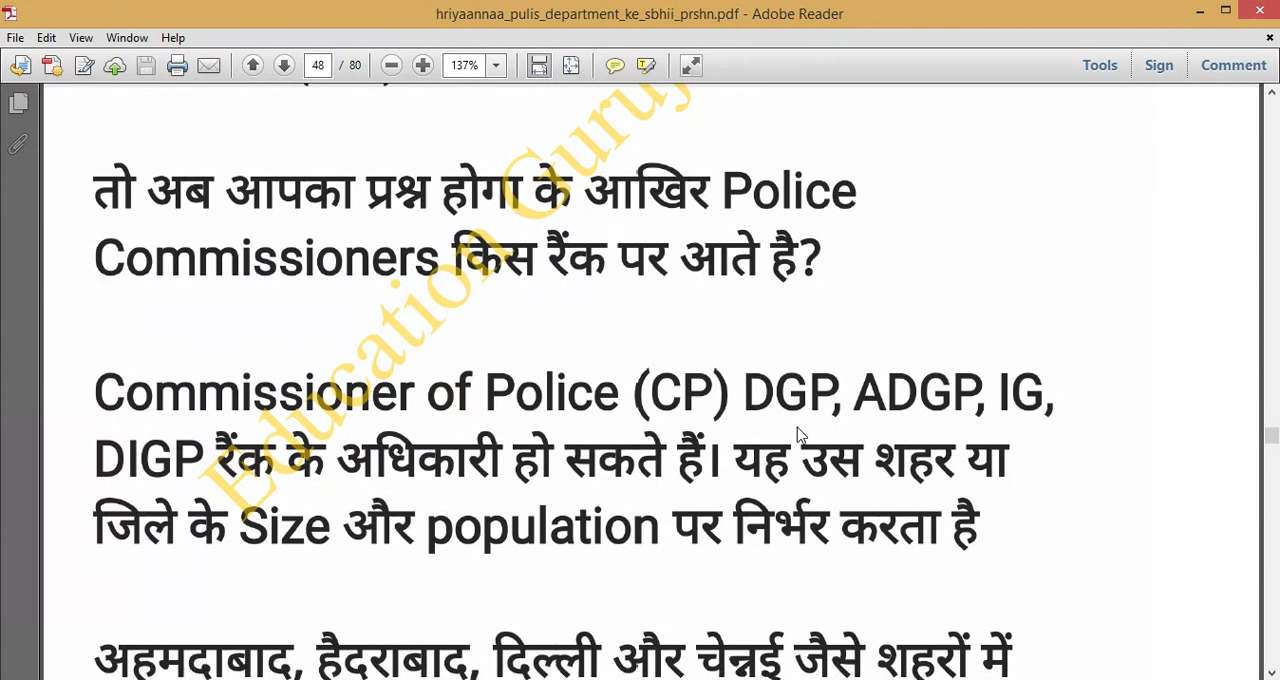 hriyaannaa_pulis_department_ke_sbhii_prshn.pdf - Adobe Reader
File Edit View Window Help
48 / 80 137% Tools Sign Comment
तो अब आपका प्रश्न होगा के आखिर Police
Commissioners किस रैंक पर आते है?
Commissioner of Police (CP) DGP, ADGP, IG,
DIGP रैंक के अधिकारी हो सकते हैं। यह उस शहर या
जिले के Size और population पर निर्भर करता है
अहमदाबाद, हैदराबाद, दिल्ली और चेन्नई जैसे शहरों में
Education Guruj